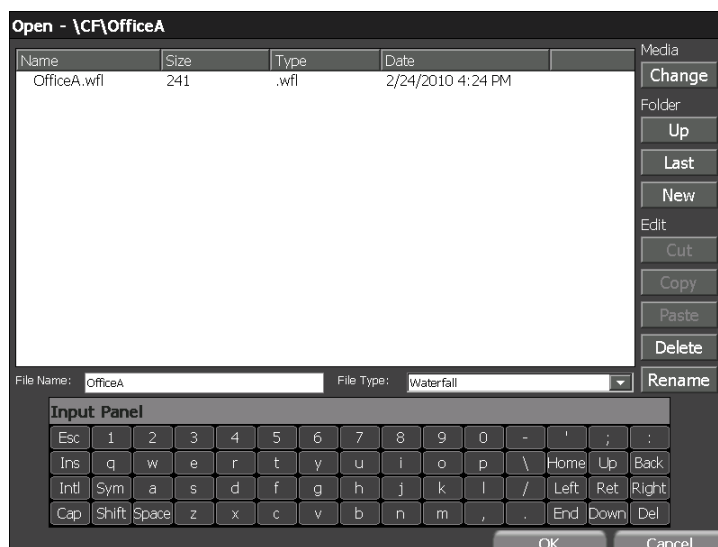 Open - \CF\OfficeA
Media
Name Size Type Date
Change
OfficeA.wfl 241 .wfl 2/24/2010 4:24 PM
Folder
Up
Last
New
Edit
Cut
Copy
Paste
Delete
File Name: OfficeA File Type: Waterfall
Rename
Input Panel
Esc 1 2 3 4 5 6 7 8 9 0 - ' ; :
Ins q w e r t y u i o p \ Home Up Back
Intl Sym a s d f g h j k l / Left Ret Right
Cap Shift Space z x c v b n m , . End Down Del
OK Cancel